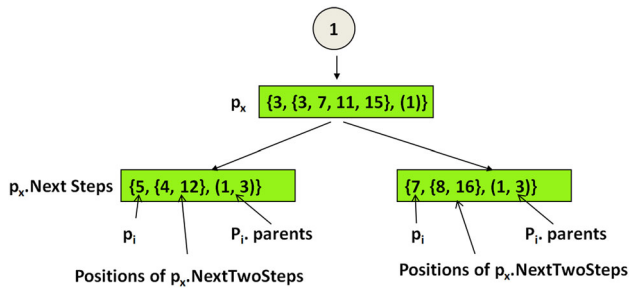 1
px {3, {3, 7, 11, 15}, (1)}
px.Next Steps {5, {4, 12}, (1, 3)} {7, {8, 16}, (1, 3)}
pi Pi. parents pi Pi. parents
Positions of px.NextTwoSteps Positions of px.NextTwoSteps